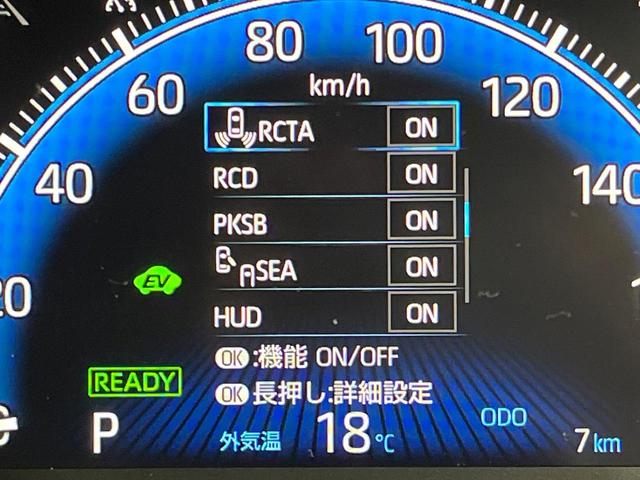 80 100
km/h
60 120
RCTA ON
RCD ON
40 140
PKSB ON
SEA ON
EV
20
HUD ON
OK:機能 ON/OFF
READY
OK長押し:詳細設定
P 外気温 18℃ ODO
7km